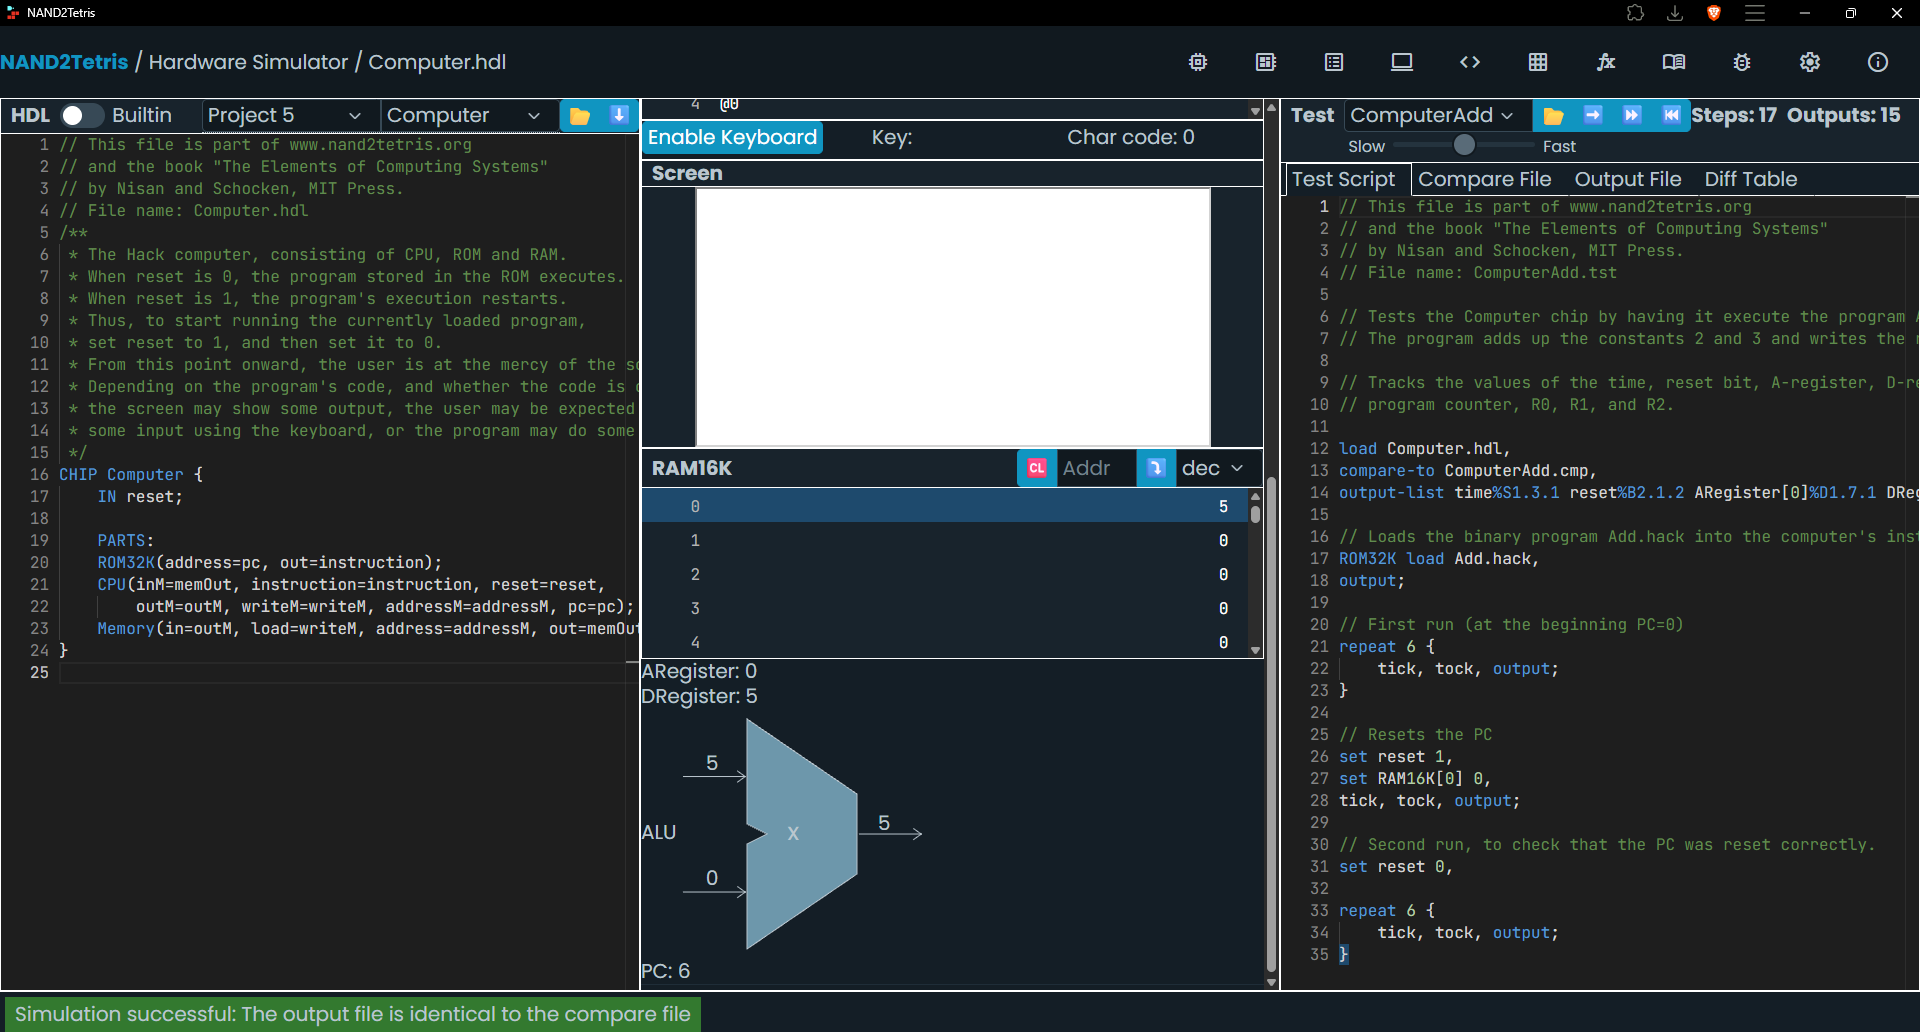 NAND2Tetris
NAND2Tetris / Hardware Simulator / Computer.hdl
HDL Builtin Project 5 Computer
1 // This file is part of www.nand2tetris.org
2 // and the book "The Elements of Computing Systems"
3 // by Nisan and Schocken, MIT Press.
4 // File name: Computer.hdl
5 /**
6 * The Hack computer, consisting of CPU, ROM and RAM.
7 * When reset is 0, the program stored in the ROM executes.
8 * When reset is 1, the program's execution restarts.
9 * Thus, to start running the currently loaded program,
10 * set reset to 1, and then set it to 0.
11 * From this point onward, the user is at the mercy of the
12 * Depending on the program's code, and whether the code is
13 * the screen may show some output, the user may be expected
14 * some input using the keyboard, or the program may do some
15 */
16 CHIP Computer {
17 IN reset;
18
19 PARTS:
20 ROM32K(address=pc, out=instruction);
21 CPU(inM=memOut, instruction=instruction, reset=reset,
22 outM=outM, writeM=writeM, addressM=addressM, pc=pc);
23 Memory(in=outM, load=writeM, address=addressM, out=memOut
24 }
25
4 @0
Enable Keyboard Key: Char code: 0
Screen
RAM16K CL Addr dec
0 5
1 0
2 0
3 0
4 0
ARegister: 0
DRegister: 5
5
ALU X 5
0
PC: 6
Test ComputerAdd Steps: 17 Outputs: 15
Slow Fast
Test Script Compare File Output File Diff Table
1 // This file is part of www.nand2tetris.org
2 // and the book "The Elements of Computing Systems"
3 // by Nisan and Schocken, MIT Press.
4 // File name: ComputerAdd.tst
5
6 // Tests the Computer chip by having it execute the program
7 // The program adds up the constants 2 and 3 and writes the
8
9 // Tracks the values of the time, reset bit, A-register, D-re
10 // program counter, R0, R1, and R2.
11
12 load Computer.hdl,
13 compare-to ComputerAdd.cmp,
14 output-list time%S1.3.1 reset%B2.1.2 ARegister[0]%D1.7.1 DReg
15
16 // Loads the binary program Add.hack into the computer's inst
17 ROM32K load Add.hack,
18 output;
19
20 // First run (at the beginning PC=0)
21 repeat 6 {
22 tick, tock, output;
23 }
24
25 // Resets the PC
26 set reset 1,
27 set RAM16K[0] 0,
28 tick, tock, output;
29
30 // Second run, to check that the PC was reset correctly.
31 set reset 0,
32
33 repeat 6 {
34 tick, tock, output;
35 }
Simulation successful: The output file is identical to the compare file